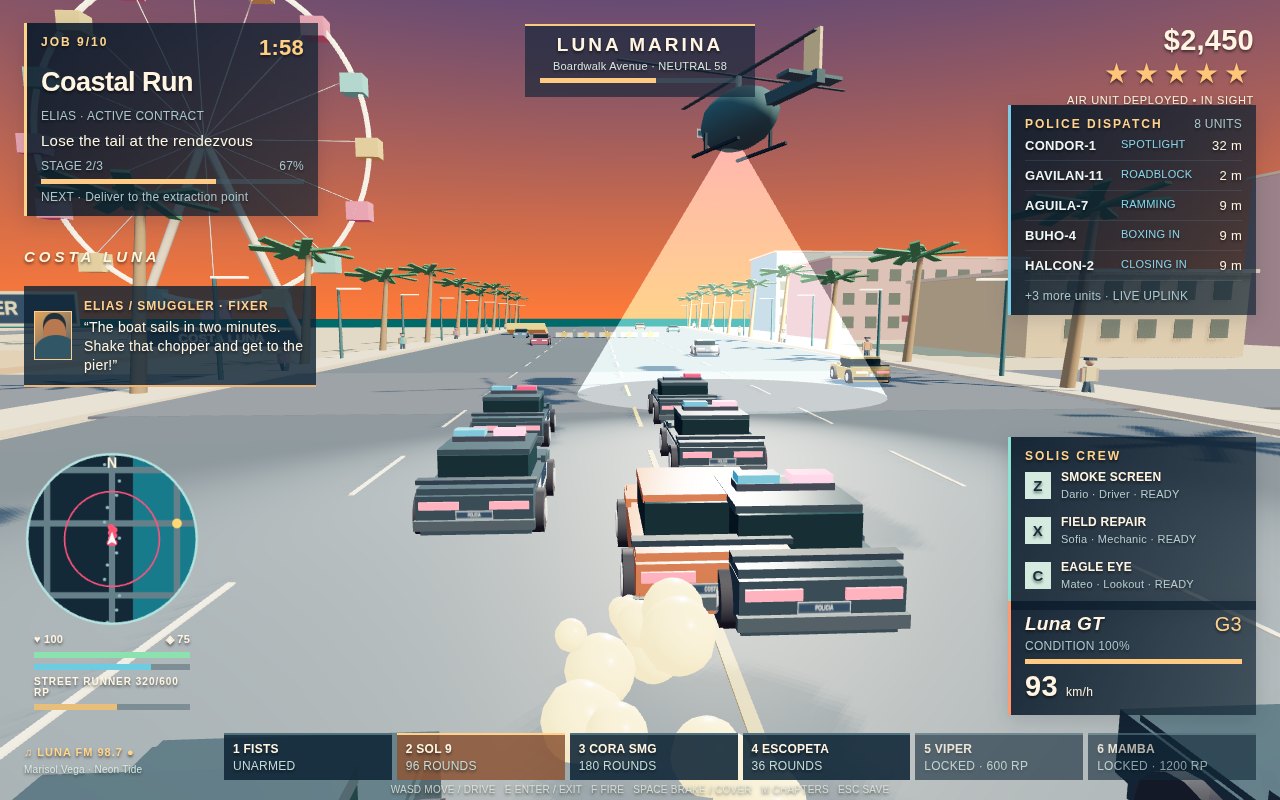 JOB 9/10
1:58
Coastal Run
ELIAS · ACTIVE CONTRACT
Lose the tail at the rendezvous
STAGE 2/3
67%
NEXT · Deliver to the extraction point
COSTA LUNA
ER
ELIAS / SMUGGLER · FIXER
“The boat sails in two minutes.
Shake that chopper and get to the
pier!”
LUNA MARINA
Boardwalk Avenue · NEUTRAL 58
$2,450
★★★★★
AIR UNIT DEPLOYED • IN SIGHT
POLICE DISPATCH
8 UNITS
CONDOR-1 SPOTLIGHT 32 m
GAVILAN-11 ROADBLOCK 2 m
AGUILA-7 RAMMING 9 m
BUHO-4 BOXING IN 9 m
HALCON-2 CLOSING IN 9 m
+3 more units · LIVE UPLINK
POLICIA
POLICIA
POLICIA
N
♥ 100
◆ 75
STREET RUNNER 320/600
RP
♫ LUNA FM 98.7 ●
Marisol Vega · Neon Tide
SOLIS CREW
Z SMOKE SCREEN
Dario · Driver · READY
X FIELD REPAIR
Sofia · Mechanic · READY
C EAGLE EYE
Mateo · Lookout · READY
Luna GT
G3
CONDITION 100%
93 km/h
1 FISTS
UNARMED
2 SOL 9
96 ROUNDS
3 CORA SMG
180 ROUNDS
4 ESCOPETA
36 ROUNDS
5 VIPER
LOCKED · 600 RP
6 MAMBA
LOCKED · 1200 RP
WASD MOVE / DRIVE E ENTER / EXIT F FIRE SPACE BRAKE / COVER M CHAPTERS ESC SAVE